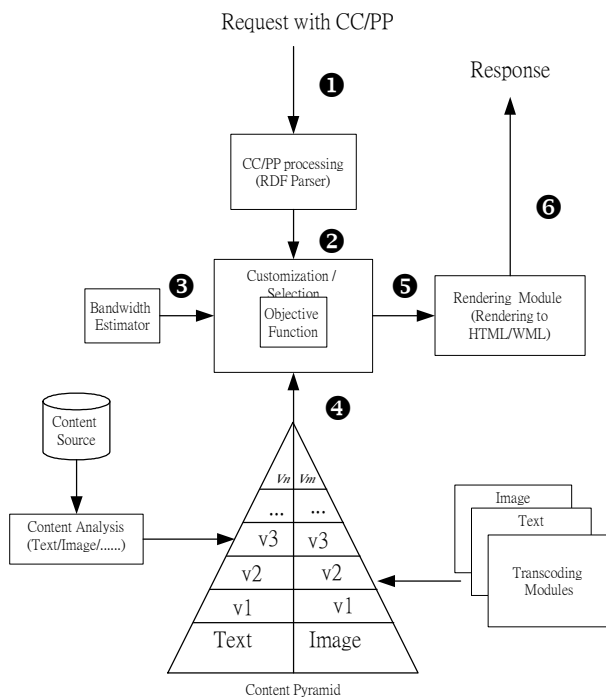 Request with CC/PP
❶
Response
CC/PP processing
(RDF Parser)
❻
❷
Customization /
Selection
Objective
Function
❸
Bandwidth
Estimator
❺
Rendering Module
(Rendering to
HTML/WML)
❹
Content
Source
Content Analysis
(Text/Image/......)
Vn Vm
... ...
v3 v3
v2 v2
v1 v1
Text Image
Image
Text
Transcoding
Modules
Content Pyramid